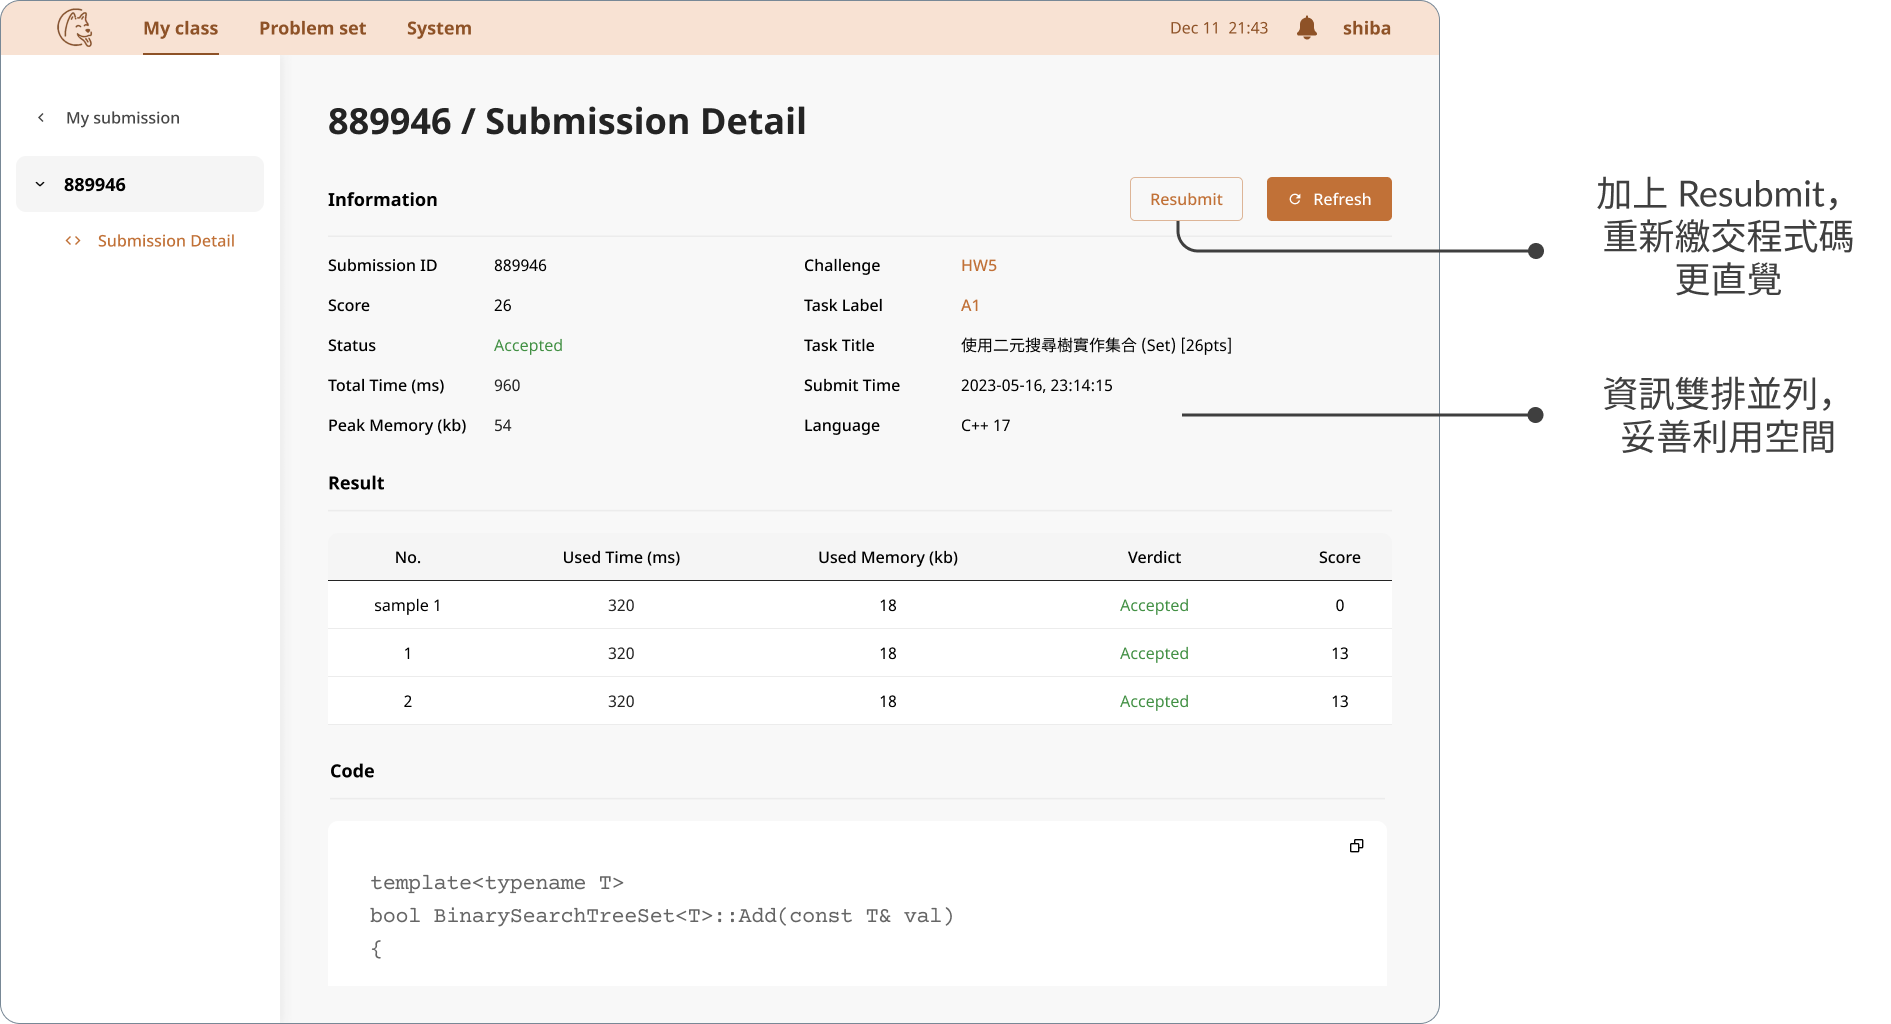 My class Problem set System Dec 11 21:43 shiba
My submission
889946
Submission Detail
889946 / Submission Detail
Information Resubmit Refresh
Submission ID 889946 Challenge HW5
Score 26 Task Label A1
Status Accepted Task Title 使用二元搜尋樹實作集合 (Set) [26pts]
Total Time (ms) 960 Submit Time 2023-05-16, 23:14:15
Peak Memory (kb) 54 Language C++ 17
Result
No. Used Time (ms) Used Memory (kb) Verdict Score
sample 1 320 18 Accepted 0
1 320 18 Accepted 13
2 320 18 Accepted 13
Code
template<typename T>
bool BinarySearchTreeSet<T>::Add(const T& val)
{
加上 Resubmit，
重新繳交程式碼
更直覺
資訊雙排並列，
妥善利用空間